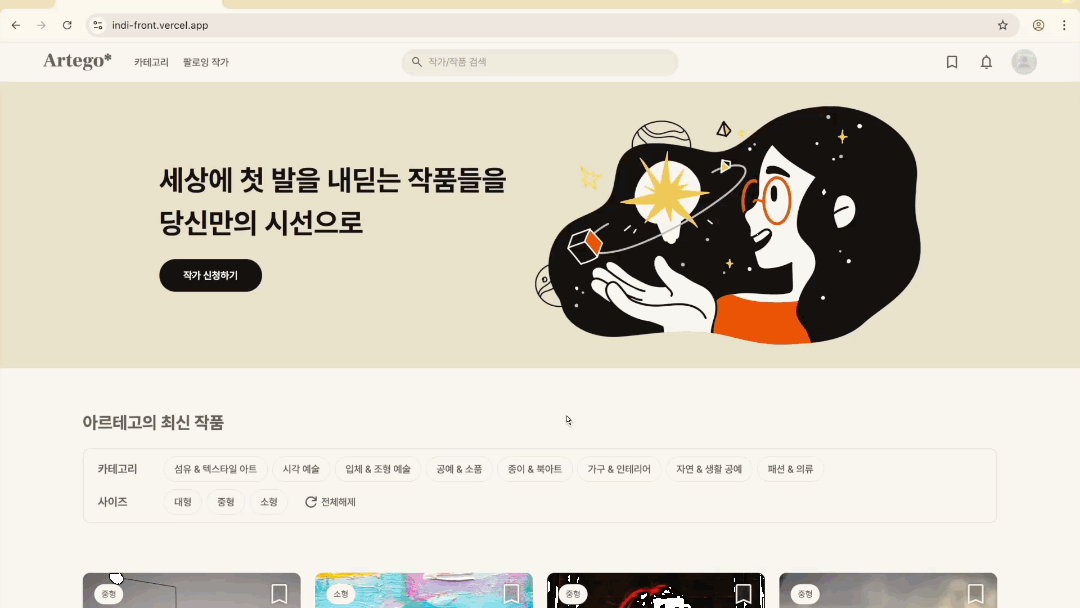 indi-front.vercel.app
Artego*
카테고리 팔로잉 작가
작가/작품 검색
세상에 첫 발을 내딛는 작품들을
당신만의 시선으로
작가 신청하기
아르테고의 최신 작품
카테고리 섬유 & 텍스타일 아트 시각 예술 입체 & 조형 예술 공예 & 소품 종이 & 북아트 가구 & 인테리어 자연 & 생활 공예 패션 & 의류
사이즈 대형 중형 소형 전체해제
중형 소형 중형 중형